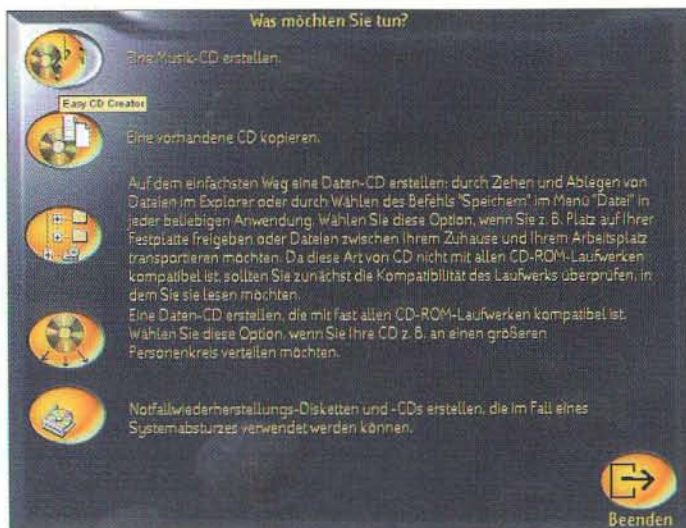 Was möchten Sie tun?
Eine Musik-CD erstellen.
Easy CD Creator
Eine vorhandene CD kopieren.
Auf dem einfachsten Weg eine Daten-CD erstellen: durch Ziehen und Ablegen von
Dateien im Explorer oder durch Wählen des Befehls "Speichern" im Menü "Datei" in
jeder beliebigen Anwendung. Wählen Sie diese Option, wenn Sie z. B. Platz auf Ihrer
Festplatte freigeben oder Dateien zwischen Ihrem Zuhause und Ihrem Arbeitsplatz
transportieren möchten. Da diese Art von CD nicht mit allen CD-ROM-Laufwerken
kompatibel ist, sollten Sie zunächst die Kompatibilität des Laufwerks überprüfen, in
dem Sie sie lesen möchten.
Eine Daten-CD erstellen, die mit fast allen CD-ROM-Laufwerken kompatibel ist.
Wählen Sie diese Option, wenn Sie Ihre CD z. B. an einen größeren
Personenkreis verteilen möchten.
Notfallwiederherstellungs-Disketten und -CDs erstellen, die im Fall eines
Systemabsturzes verwendet werden können.
Beenden